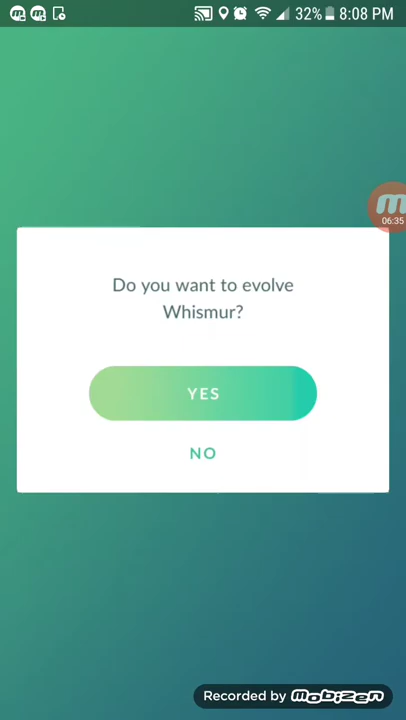 32% 8:08 PM
06:35
Do you want to evolve
Whismur?
YES
NO
Recorded by mobizen